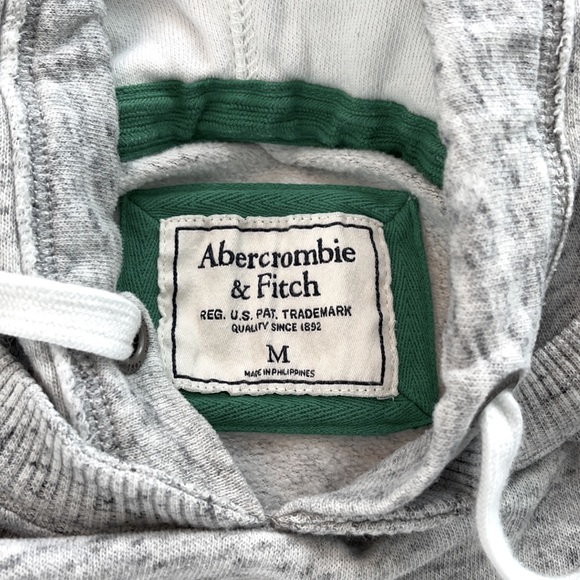 Abercrombie
& Fitch
REG. U.S. PAT. TRADEMARK
QUALITY SINCE 1892
M
MADE IN PHILIPPINES